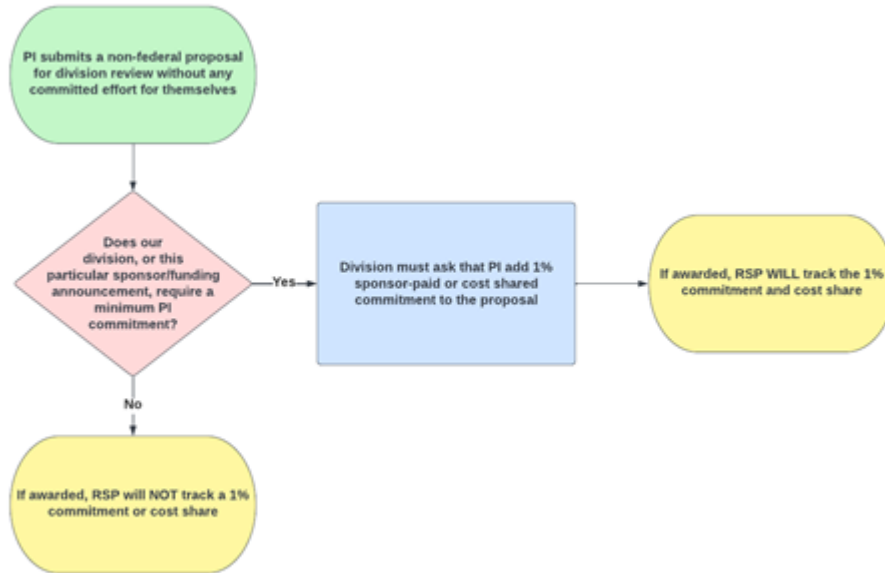 PI submits a non-federal proposal
for division review without any
committed effort for themselves
Does our
division, or this
particular sponsor/funding
announcement, require a
minimum PI
commitment?
Yes
Division must ask that PI add 1%
sponsor-paid or cost shared
commitment to the proposal
If awarded, RSP WILL track the 1%
commitment and cost share
No
If awarded, RSP will NOT track a 1%
commitment or cost share